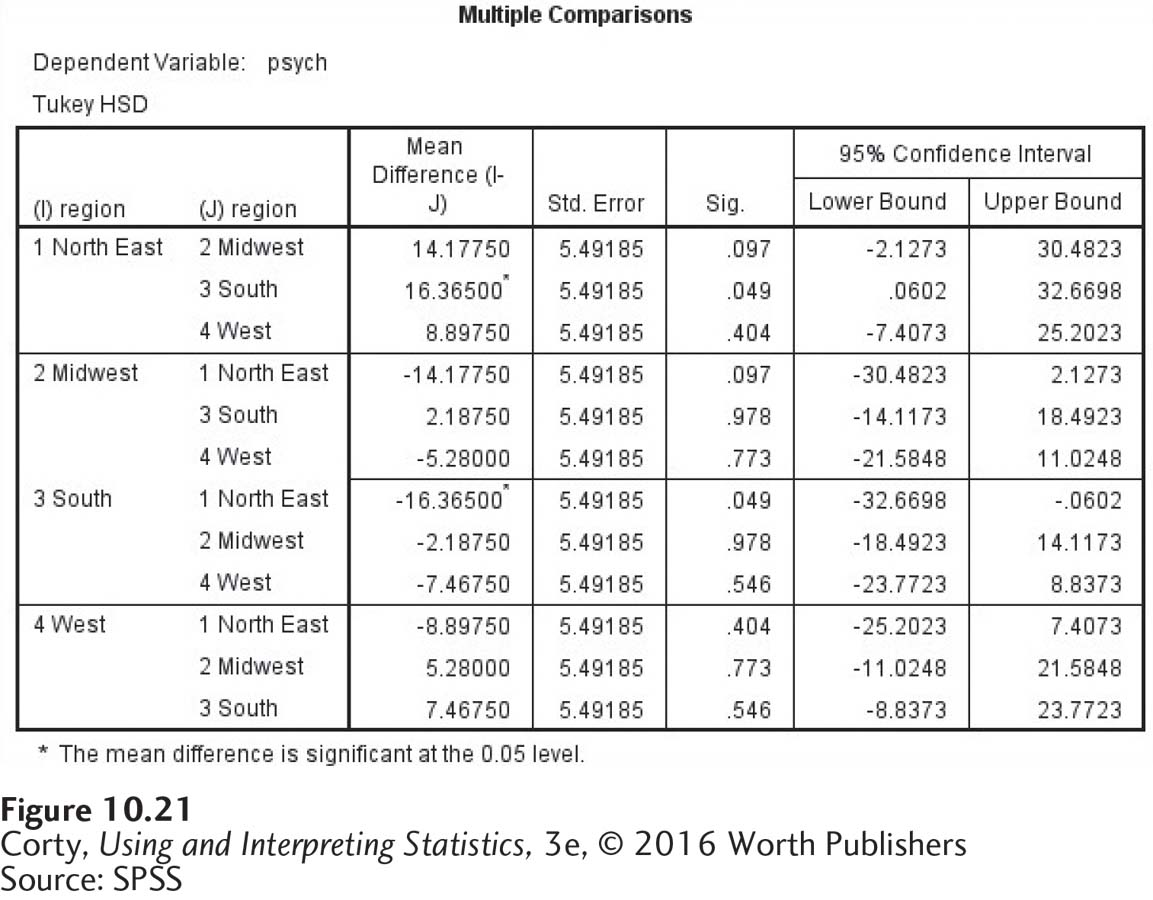 Multiple Comparisons
Dependent Variable: psych
Tukey HSD
(I) region (J) region Mean Difference (I-J) Std. Error Sig. 95% Confidence Interval Lower Bound Upper Bound
1 North East 2 Midwest 14.17750 5.49185 .097 -2.1273 30.4823
3 South 16.36500* 5.49185 .049 .0602 32.6698
4 West 8.89750 5.49185 .404 -7.4073 25.2023
2 Midwest 1 North East -14.17750 5.49185 .097 -30.4823 2.1273
3 South 2.18750 5.49185 .978 -14.1173 18.4923
4 West -5.28000 5.49185 .773 -21.5848 11.0248
3 South 1 North East -16.36500* 5.49185 .049 -32.6698 -.0602
2 Midwest -2.18750 5.49185 .978 -18.4923 14.1173
4 West -7.46750 5.49185 .546 -23.7723 8.8373
4 West 1 North East -8.89750 5.49185 .404 -25.2023 7.4073
2 Midwest 5.28000 5.49185 .773 -11.0248 21.5848
3 South 7.46750 5.49185 .546 -8.8373 23.7723
* The mean difference is significant at the 0.05 level.
Figure 10.21
Corty, Using and Interpreting Statistics, 3e, © 2016 Worth Publishers
Source: SPSS